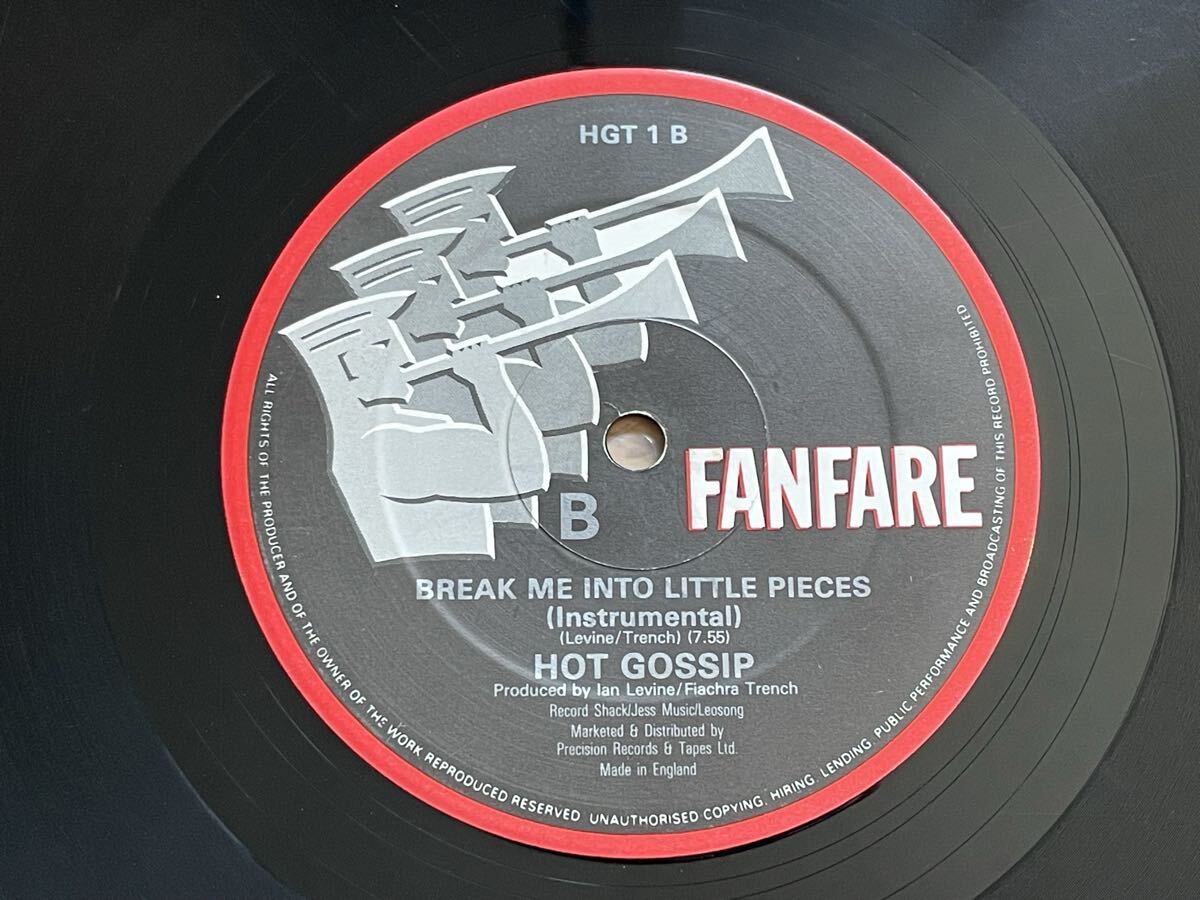 HGT 1 B
FANFARE
B
BREAK ME INTO LITTLE PIECES
(Instrumental)
(Levine/Trench) (7.55)
HOT GOSSIP
Produced by Ian Levine/Fiachra Trench
Record Shack/Jess Music/Leosong
Marketed & Distributed by
Precision Records & Tapes Ltd.
Made in England
ALL RIGHTS OF THE PRODUCER AND OF THE OWNER OF THE WORK REPRODUCED RESERVED. UNAUTHORISED COPYING, HIRING, LENDING, PUBLIC PERFORMANCE AND BROADCASTING OF THIS RECORD PROHIBITED